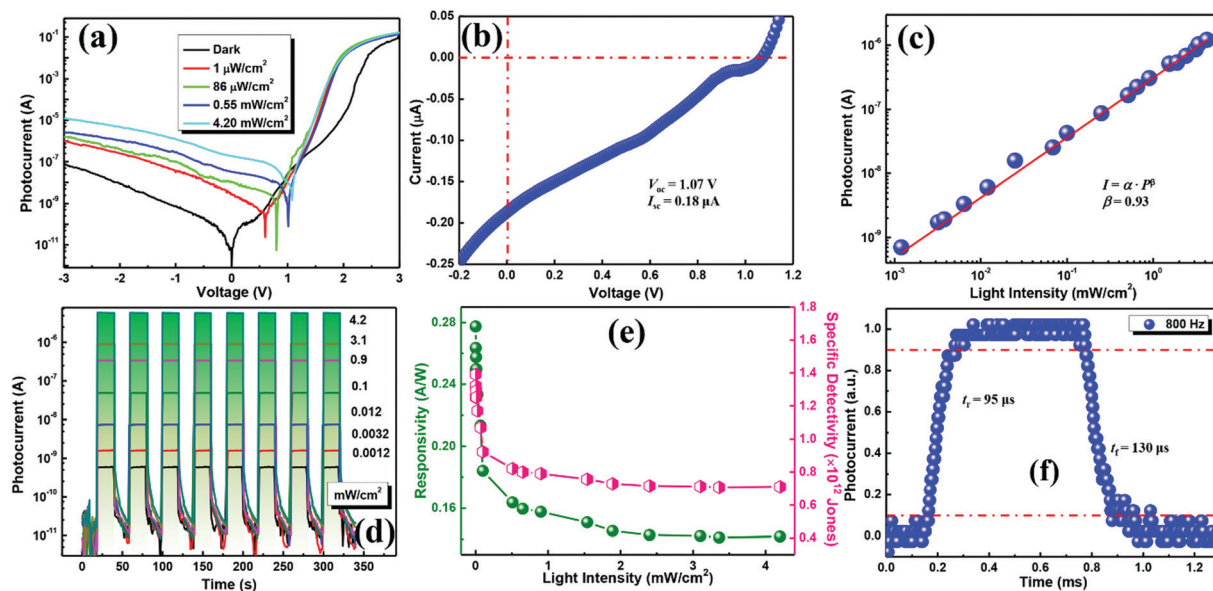 (a)
Dark
1 μW/cm²
86 μW/cm²
0.55 mW/cm²
4.20 mW/cm²
Photocurrent (A)
10⁻¹
10⁻³
10⁻⁵
10⁻⁷
10⁻⁹
10⁻¹¹
-3 -2 -1 0 1 2 3
Voltage (V)
(b)
Current (μA)
0.05
0.00
-0.05
-0.10
-0.15
-0.20
-0.25
Voc = 1.07 V
Isc = 0.18 μA
-0.2 0.0 0.2 0.4 0.6 0.8 1.0 1.2
Voltage (V)
(c)
Photocurrent (A)
10⁻⁶
10⁻⁷
10⁻⁸
10⁻⁹
I = α · Pᵝ
β = 0.93
10⁻³ 10⁻² 10⁻¹ 10⁰
Light Intensity (mW/cm²)
Photocurrent (A)
10⁻⁵
10⁻⁶
10⁻⁷
10⁻⁸
10⁻⁹
10⁻¹⁰
10⁻¹¹
4.2
3.1
0.9
0.1
0.012
0.0032
0.0012
mW/cm²
(d)
0 50 100 150 200 250 300 350
Time (s)
(e)
Responsivity (A/W)
0.28
0.24
0.20
0.16
Specific Detectivity (×10¹² Jones)
1.8
1.6
1.4
1.2
1.0
0.8
0.6
0.4
0 1 2 3 4
Light Intensity (mW/cm²)
800 Hz
Photocurrent (a.u.)
1.0
0.8
0.6
0.4
0.2
0.0
tr = 95 μs
tf = 130 μs
(f)
0.0 0.2 0.4 0.6 0.8 1.0 1.2
Time (ms)